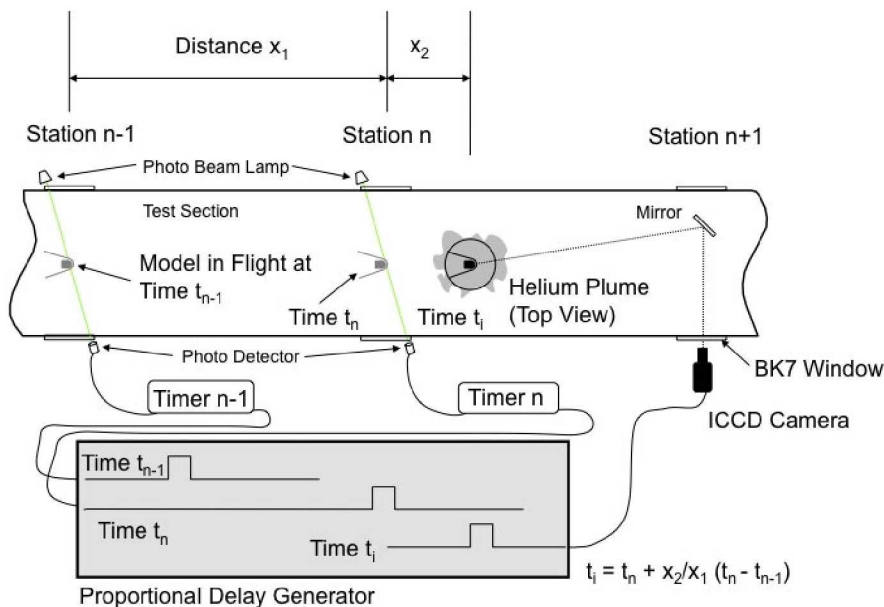 Distance x₁
x₂
Station n-1
Station n
Station n+1
Photo Beam Lamp
Test Section
Mirror
Model in Flight at
Time tₙ₋₁
Time tₙ
Time tᵢ
Helium Plume
(Top View)
Photo Detector
BK7 Window
Timer n-1
Timer n
ICCD Camera
Time tₙ₋₁
Time tₙ
Time tᵢ
tᵢ = tₙ + x₂/x₁ (tₙ - tₙ₋₁)
Proportional Delay Generator